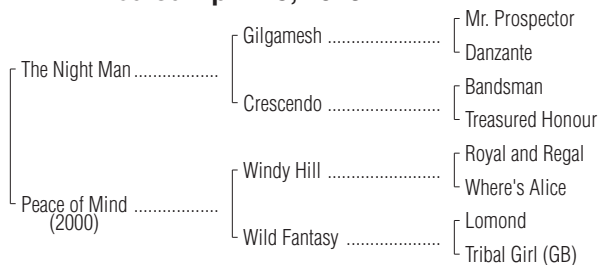 Mr. Prospector
Gilgamesh ........................
Danzante
The Night Man ..................
Bandsman
Crescendo .......................
Treasured Honour
Royal and Regal
Windy Hill .......................
Where's Alice
Peace of Mind ..................
(2000)
Lomond
Wild Fantasy ....................
Tribal Girl (GB)